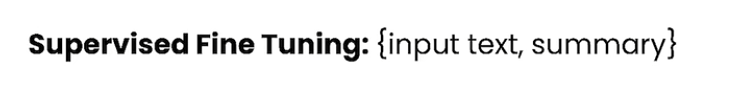 Supervised Fine Tuning: {input text, summary}